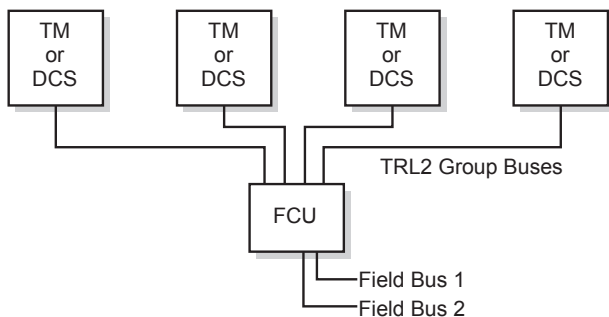 TM
or
DCS
TM
or
DCS
TM
or
DCS
TM
or
DCS
TRL2 Group Buses
FCU
Field Bus 1
Field Bus 2